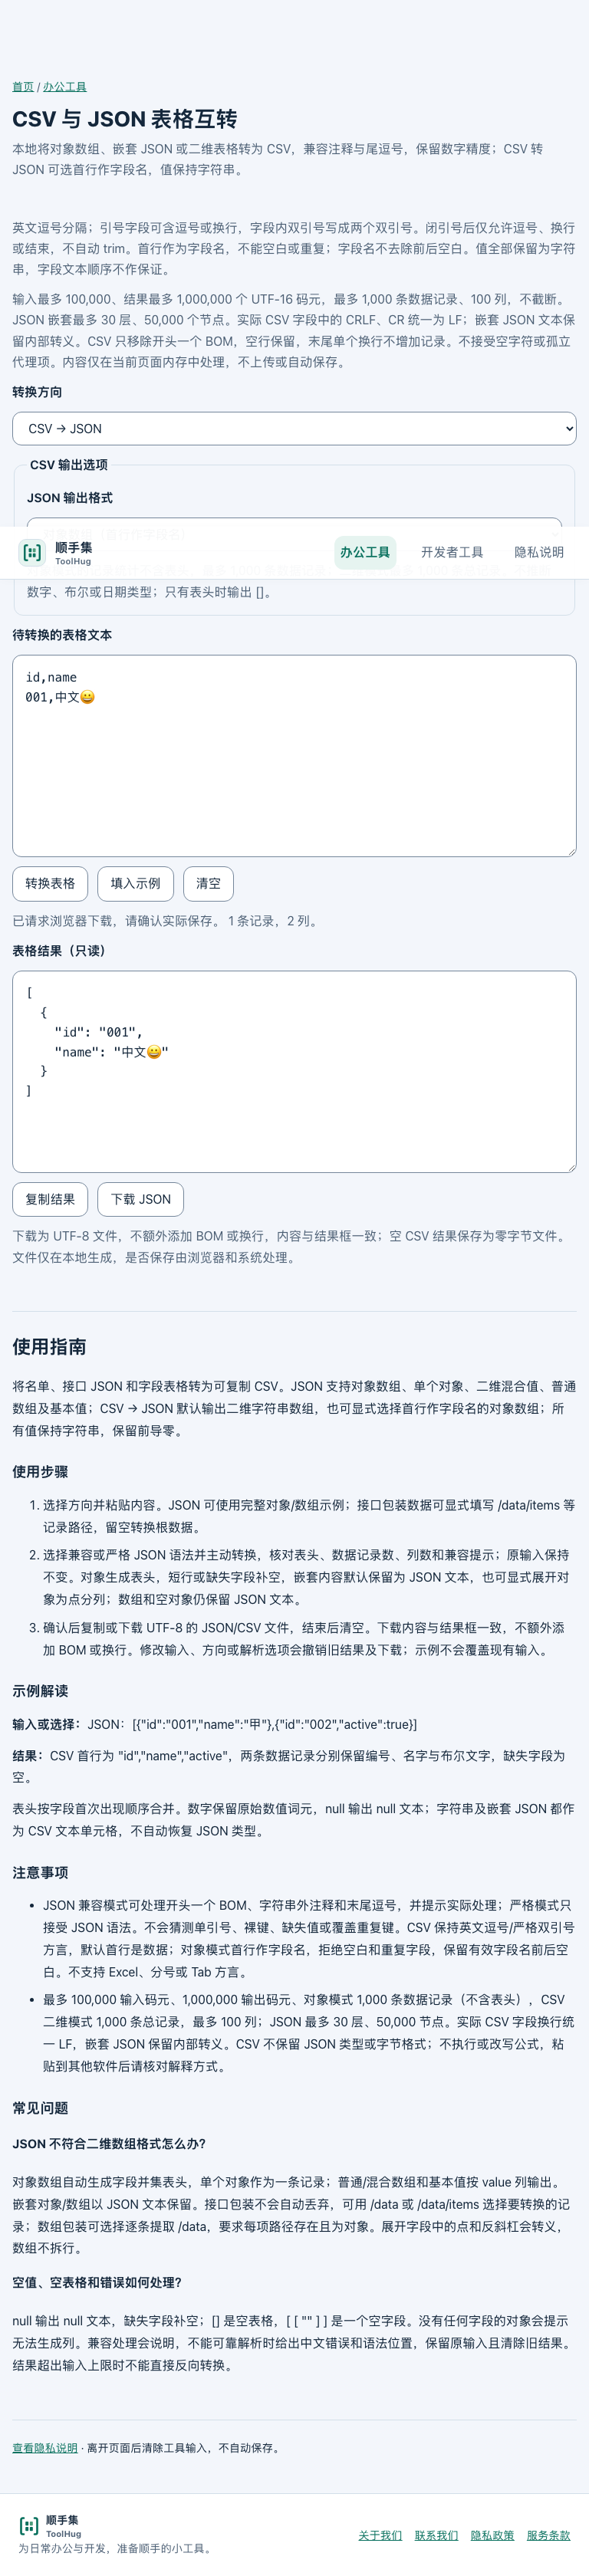 首页 / 办公工具
CSV 与 JSON 表格互转
本地将对象数组、嵌套 JSON 或二维表格转为 CSV，兼容注释与尾逗号，保留数字精度；CSV 转
JSON 可选首行作字段名，值保持字符串。
英文逗号分隔；引号字段可含逗号或换行，字段内双引号写成两个双引号。闭引号后仅允许逗号、换行
或结束，不自动 trim。首行作为字段名，不能空白或重复；字段名不去除前后空白。值全部保留为字符
串，字段文本顺序不作保证。
输入最多 100,000、结果最多 1,000,000 个 UTF-16 码元，最多 1,000 条数据记录、100 列，不截断。
JSON 嵌套最多 30 层、50,000 个节点。实际 CSV 字段中的 CRLF、CR 统一为 LF；嵌套 JSON 文本保
留内部转义。CSV 只移除开头一个 BOM，空行保留，末尾单个换行不增加记录。不接受空字符或孤立
代理项。内容仅在当前页面内存中处理，不上传或自动保存。
转换方向
CSV → JSON
CSV 输出选项
JSON 输出格式
顺手集
ToolHug
办公工具
开发者工具
隐私说明
数字、布尔或日期类型；只有表头时输出 []。
待转换的表格文本
id,name
001,中文😀
转换表格
填入示例
清空
已请求浏览器下载，请确认实际保存。 1 条记录，2 列。
表格结果（只读）
[
  {
    "id": "001",
    "name": "中文😀"
  }
]
复制结果
下载 JSON
下载为 UTF-8 文件，不额外添加 BOM 或换行，内容与结果框一致；空 CSV 结果保存为零字节文件。
文件仅在本地生成，是否保存由浏览器和系统处理。
使用指南
将名单、接口 JSON 和字段表格转为可复制 CSV。JSON 支持对象数组、单个对象、二维混合值、普通
数组及基本值；CSV → JSON 默认输出二维字符串数组，也可显式选择首行作字段名的对象数组；所
有值保持字符串，保留前导零。
使用步骤
1. 选择方向并粘贴内容。JSON 可使用完整对象/数组示例；接口包装数据可显式填写 /data/items 等
记录路径，留空转换根数据。
2. 选择兼容或严格 JSON 语法并主动转换，核对表头、数据记录数、列数和兼容提示；原输入保持
不变。对象生成表头，短行或缺失字段补空，嵌套内容默认保留为 JSON 文本，也可显式展开对
象为点分列；数组和空对象仍保留 JSON 文本。
3. 确认后复制或下载 UTF-8 的 JSON/CSV 文件，结束后清空。下载内容与结果框一致，不额外添
加 BOM 或换行。修改输入、方向或解析选项会撤销旧结果及下载；示例不会覆盖现有输入。
示例解读
输入或选择：JSON：[{"id":"001","name":"甲"},{"id":"002","active":true}]
结果：CSV 首行为 "id","name","active"，两条数据记录分别保留编号、名字与布尔文字，缺失字段为
空。
表头按字段首次出现顺序合并。数字保留原始数值词元，null 输出 null 文本；字符串及嵌套 JSON 都作
为 CSV 文本单元格，不自动恢复 JSON 类型。
注意事项
• JSON 兼容模式可处理开头一个 BOM、字符串外注释和末尾逗号，并提示实际处理；严格模式只
接受 JSON 语法。不会猜测单引号、裸键、缺失值或覆盖重复键。CSV 保持英文逗号/严格双引号
方言，默认首行是数据；对象模式首行作字段名，拒绝空白和重复字段，保留有效字段名前后空
白。不支持 Excel、分号或 Tab 方言。
• 最多 100,000 输入码元、1,000,000 输出码元、对象模式 1,000 条数据记录（不含表头），CSV
二维模式 1,000 条总记录，最多 100 列；JSON 最多 30 层、50,000 节点。实际 CSV 字段换行统
一 LF，嵌套 JSON 保留内部转义。CSV 不保留 JSON 类型或字节格式；不执行或改写公式，粘
贴到其他软件后请核对解释方式。
常见问题
JSON 不符合二维数组格式怎么办？
对象数组自动生成字段并集表头，单个对象作为一条记录；普通/混合数组和基本值按 value 列输出。
嵌套对象/数组以 JSON 文本保留。接口包装不会自动丢弃，可用 /data 或 /data/items 选择要转换的记
录；数组包装可选择逐条提取 /data，要求每项路径存在且为对象。展开字段中的点和反斜杠会转义，
数组不拆行。
空值、空表格和错误如何处理？
null 输出 null 文本，缺失字段补空；[] 是空表格，[ [ "" ] ] 是一个空字段。没有任何字段的对象会提示
无法生成列。兼容处理会说明，不能可靠解析时给出中文错误和语法位置，保留原输入且清除旧结果。
结果超出输入上限时不能直接反向转换。
查看隐私说明 · 离开页面后清除工具输入，不自动保存。
顺手集
ToolHug
为日常办公与开发，准备顺手的小工具。
关于我们
联系我们
隐私政策
服务条款